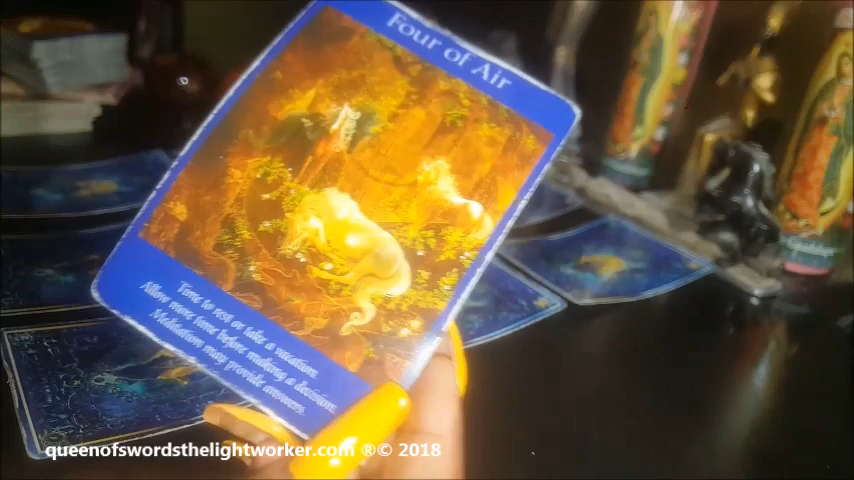 Four of Air
Time to rest or take a vacation.
Allow more time before making a decision.
Meditation may provide answers.
queenofswordsthelightworker.com ®© 2018